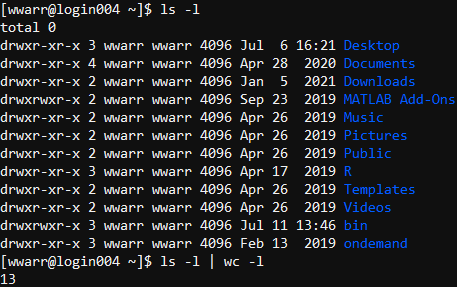 [wwarr@login004 ~]$ ls -l
total 0
drwxr-xr-x 3 wwarr wwarr 4096 Jul  6 16:21 Desktop
drwxr-xr-x 4 wwarr wwarr 4096 Apr 28  2020 Documents
drwxr-xr-x 2 wwarr wwarr 4096 Jan  5  2021 Downloads
drwxrwxr-x 2 wwarr wwarr 4096 Sep 23  2019 MATLAB Add-Ons
drwxr-xr-x 2 wwarr wwarr 4096 Apr 26  2019 Music
drwxr-xr-x 2 wwarr wwarr 4096 Apr 26  2019 Pictures
drwxr-xr-x 2 wwarr wwarr 4096 Apr 26  2019 Public
drwxr-xr-x 3 wwarr wwarr 4096 Apr 17  2019 R
drwxr-xr-x 2 wwarr wwarr 4096 Apr 26  2019 Templates
drwxr-xr-x 2 wwarr wwarr 4096 Apr 26  2019 Videos
drwxrwxr-x 3 wwarr wwarr 4096 Jul 11 13:46 bin
drwxr-xr-x 3 wwarr wwarr 4096 Feb 13  2019 ondemand
[wwarr@login004 ~]$ ls -l | wc -l
13